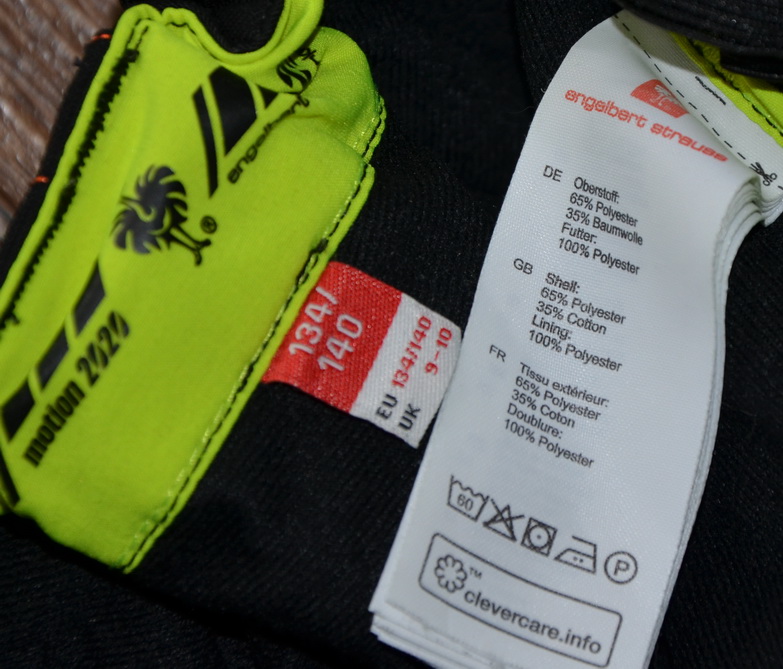 engelbert
®
motion 2020
134/
140
EU 134/140
UK 9-10
engelbert strauss
DE Oberstoff:
65% Polyester
35% Baumwolle
Futter:
100% Polyester
GB Shell:
65% Polyester
35% Cotton
Lining:
100% Polyester
FR Tissu extérieur:
65% Polyester
35% Coton
Doublure:
100% Polyester
60
P
™
clevercare.info